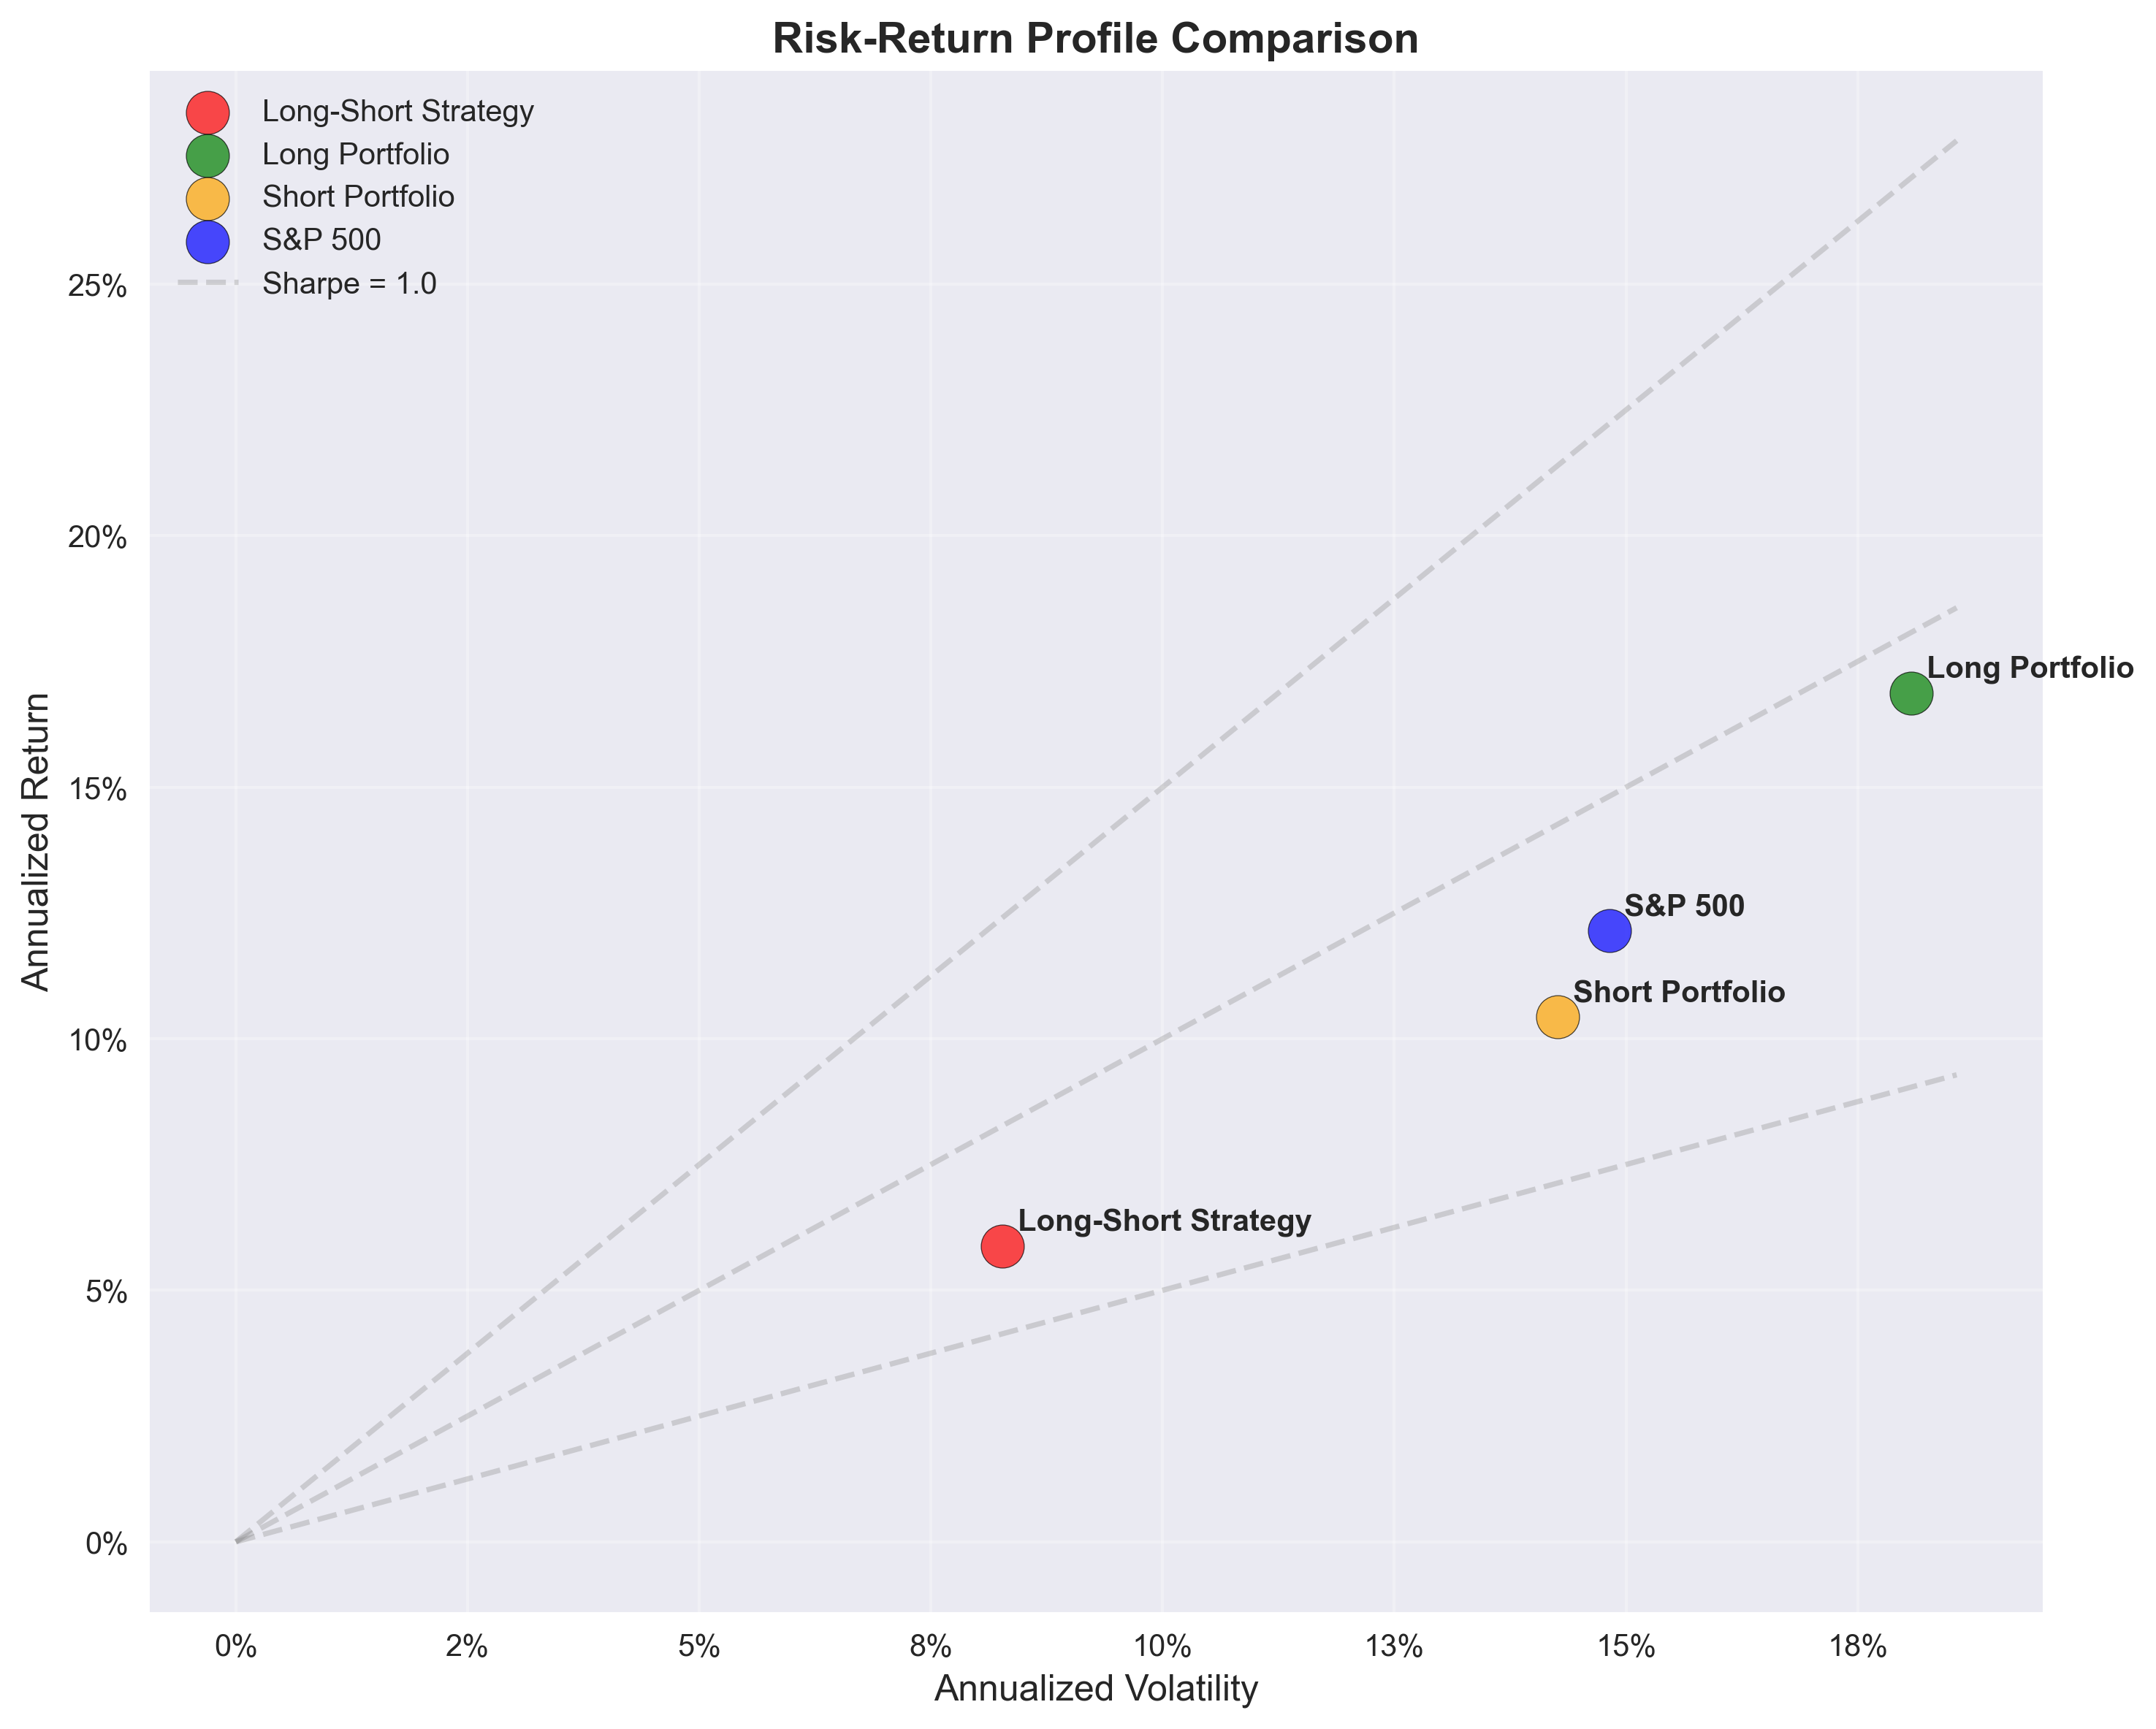 Risk-Return Profile Comparison
Long-Short Strategy
Long Portfolio
Short Portfolio
S&P 500
Sharpe = 1.0
25%
20%
15%
10%
5%
0%
Annualized Return
Long Portfolio
S&P 500
Short Portfolio
Long-Short Strategy
0% 2% 5% 8% 10% 13% 15% 18%
Annualized Volatility